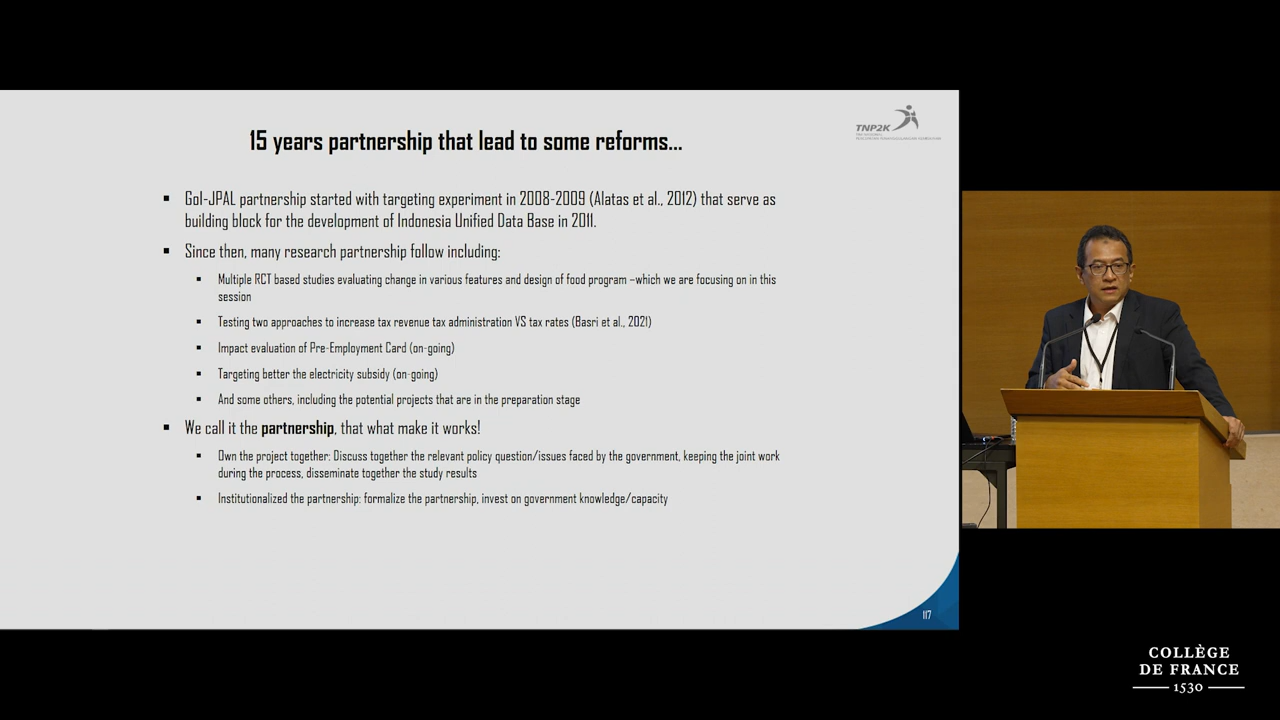 TNP2K
15 years partnership that lead to some reforms...
▪ GoI-JPAL partnership started with targeting experiment in 2008-2009 (Alatas et al., 2012) that serve as
building block for the development of Indonesia Unified Data Base in 2011.
▪ Since then, many research partnership follow including:
▪ Multiple RCT based studies evaluating change in various features and design of food program –which we are focusing on in this
session
▪ Testing two approaches to increase tax revenue tax administration VS tax rates (Basri et al., 2021)
▪ Impact evaluation of Pre-Employment Card (on-going)
▪ Targeting better the electricity subsidy (on-going)
▪ And some others, including the potential projects that are in the preparation stage
▪ We call it the partnership, that what make it works!
▪ Own the project together: Discuss together the relevant policy question/issues faced by the government, keeping the joint work
during the process, disseminate together the study results
▪ Institutionalized the partnership: formalize the partnership, invest on government knowledge/capacity
117
COLLÈGE
DE FRANCE
1530